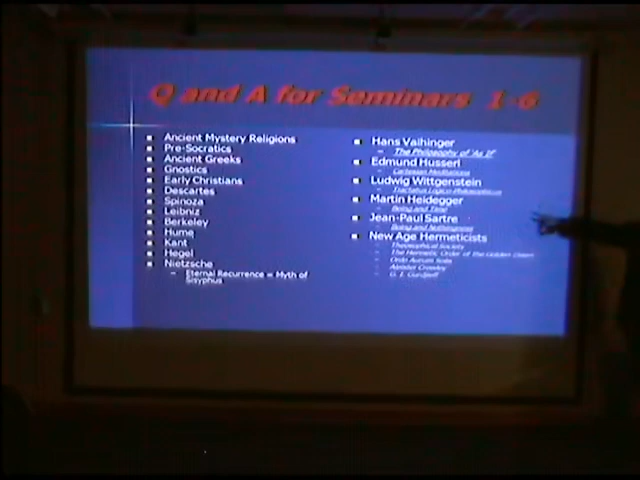 Q and A for Seminars 1-6
Ancient Mystery Religions
Pre-Socratics
Ancient Greeks
Gnostics
Early Christians
Descartes
Spinoza
Leibniz
Berkeley
Hume
Kant
Hegel
Nietzsche
– Eternal Recurrence = Myth of
Sisyphus
Hans Vaihinger
– The Philosophy of 'As If'
Edmund Husserl
– Cartesian Meditations
Ludwig Wittgenstein
– Tractatus Logico-Philosophicus
Martin Heidegger
– Being and Time
Jean-Paul Sartre
– Being and Nothingness
New Age Hermeticists
– Theosophical Society
– The Hermetic Order of the Golden Dawn
– Ordo Aurum Solis
– Aleister Crowley
– G. I. Gurdjieff